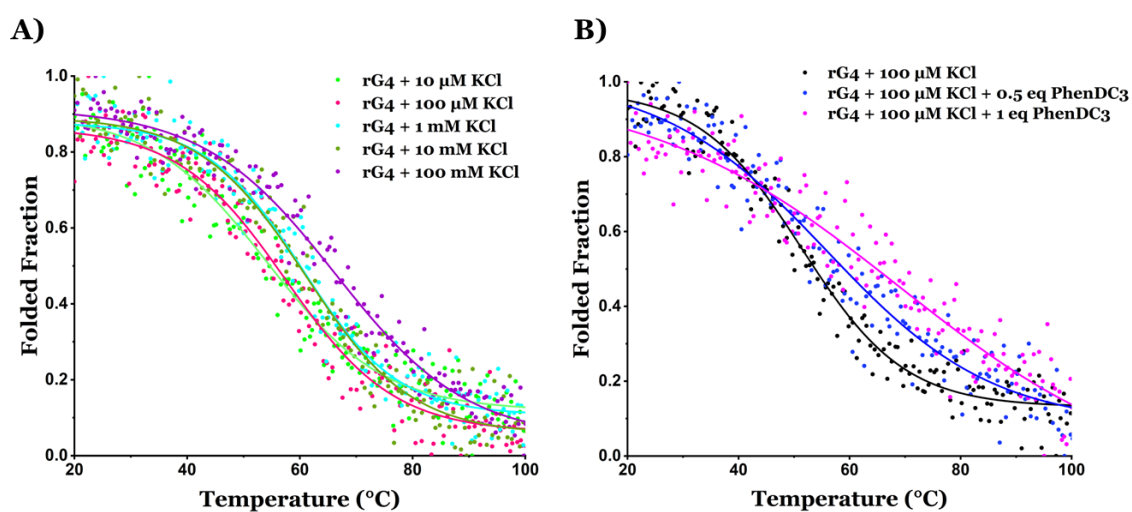 A)
rG4 + 10 µM KCl
rG4 + 100 µM KCl
rG4 + 1 mM KCl
rG4 + 10 mM KCl
rG4 + 100 mM KCl
1.0
0.8
0.6
0.4
0.2
0.0
Folded Fraction
20
40
60
80
100
Temperature (°C)
B)
rG4 + 100 µM KCl
rG4 + 100 µM KCl + 0.5 eq PhenDC3
rG4 + 100 µM KCl + 1 eq PhenDC3
1.0
0.8
0.6
0.4
0.2
0.0
Folded Fraction
20
40
60
80
100
Temperature (°C)